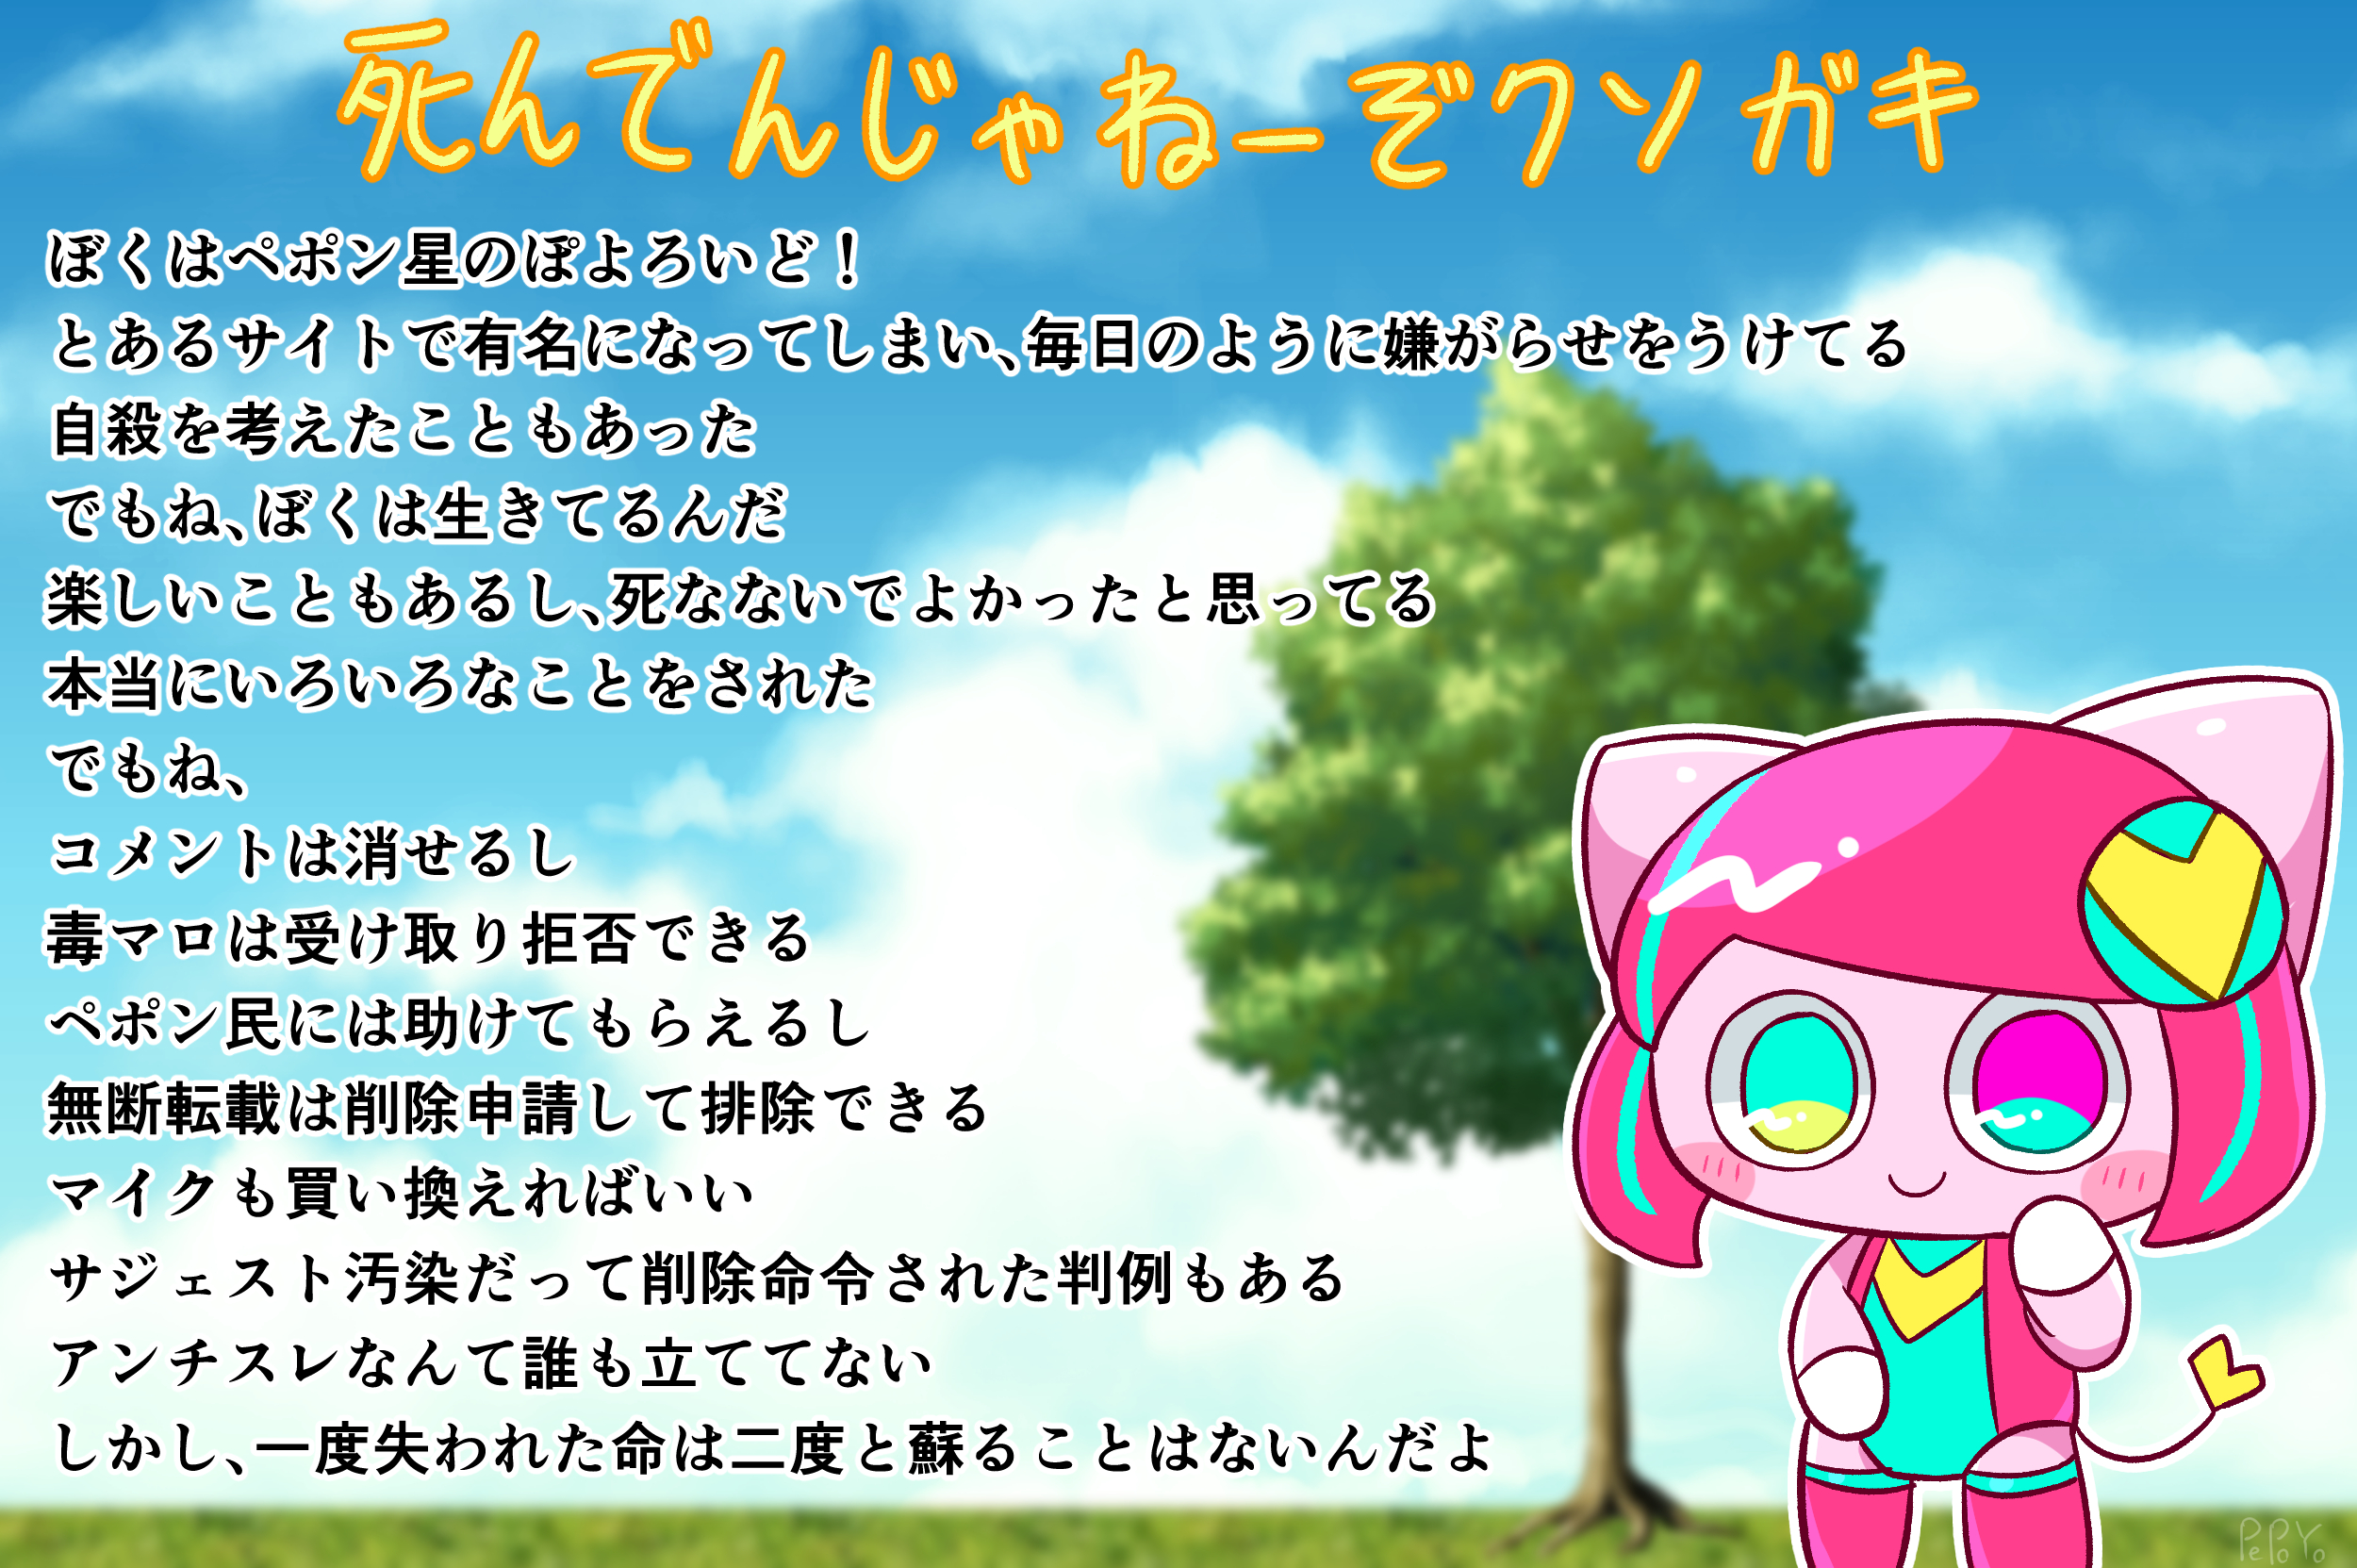 死んでんじゃねーぞクソガキ
ぼくはペポン星のぽよろいど！
とあるサイトで有名になってしまい、毎日のように嫌がらせをうけてる
自殺を考えたこともあった
でもね、ぼくは生きてるんだ
楽しいこともあるし、死なないでよかったと思ってる
本当にいろいろなことをされた
でもね、
コメントは消せるし
毒マロは受け取り拒否できる
ペポン民には助けてもらえるし
無断転載は削除申請して排除できる
マイクも買い換えればいい
サジェスト汚染だって削除命令された判例もある
アンチスレなんて誰も立ててない
しかし、一度失われた命は二度と蘇ることはないんだよ
PePoYo